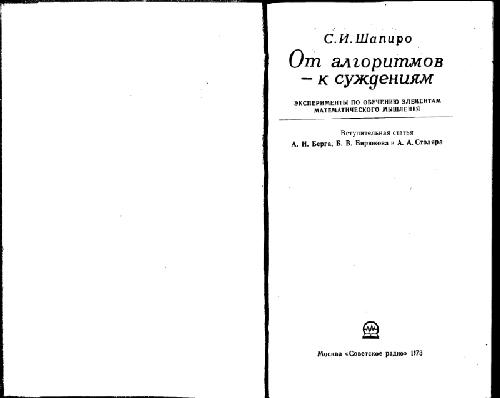 С. И. Шапиро
От алгоритмов
– к суждениям
ЭКСПЕРИМЕНТЫ ПО ОБУЧЕНИЮ ЭЛЕМЕНТАМ
МАТЕМАТИЧЕСКОГО МЫШЛЕНИЯ
Вступительная статья
А. И. Берга, Б. В. Бирюкова и А. А. Столяра
Москва «Советское радио» 1973